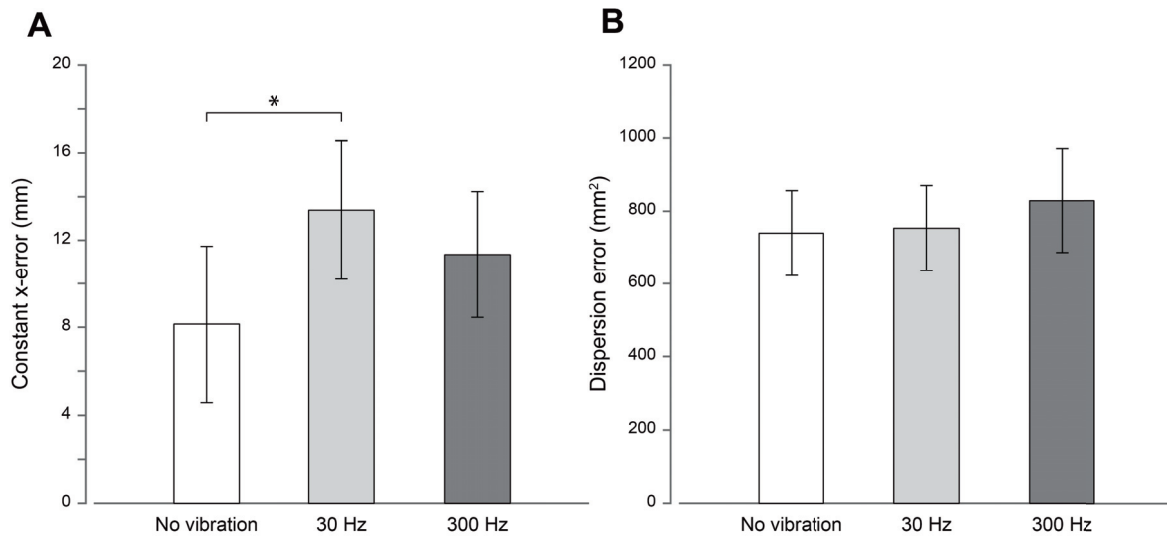 A
Constant x-error (mm)
20
16
12
8
4
0
*
No vibration 30 Hz 300 Hz
B
Dispersion error (mm²)
1200
1000
800
600
400
200
0
No vibration 30 Hz 300 Hz